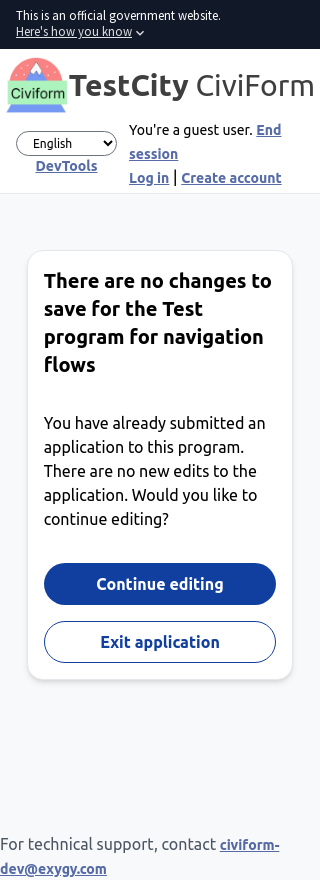 This is an official government website.
Here's how you know
Civiform
TestCity CiviForm
English
DevTools
You're a guest user. End
session
Log in | Create account
There are no changes to
save for the Test
program for navigation
flows
You have already submitted an
application to this program.
There are no new edits to the
application. Would you like to
continue editing?
Continue editing
Exit application
For technical support, contact civiform-
dev@exygy.com